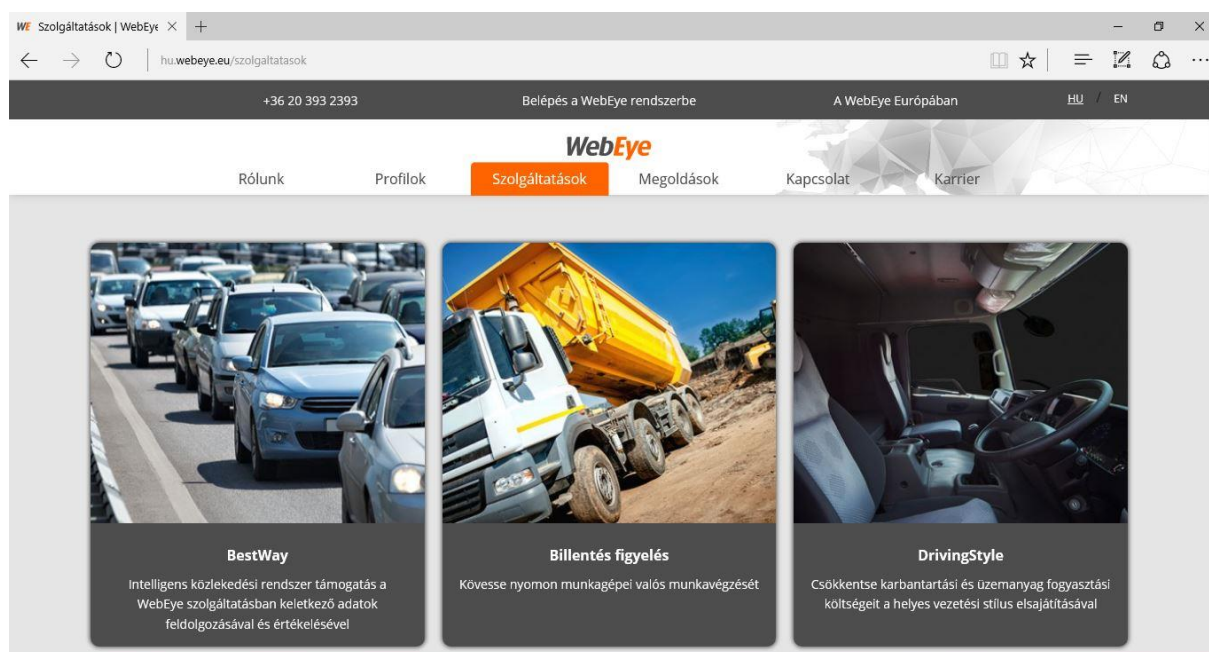 WE Szolgáltatások | WebEye
hu.webeye.eu/szolgaltatasok
+36 20 393 2393 Belépés a WebEye rendszerbe A WebEye Európában HU / EN
WebEye
Rólunk Profilok Szolgáltatások Megoldások Kapcsolat Karrier
BestWay
Intelligens közlekedési rendszer támogatás a
WebEye szolgáltatásban keletkező adatok
feldolgozásával és értékelésével
Billentés figyelés
Kövesse nyomon munkagépei valós munkavégzését
DrivingStyle
Csökkentse karbantartási és üzemanyag fogyasztási
költségeit a helyes vezetési stílus elsajátításával